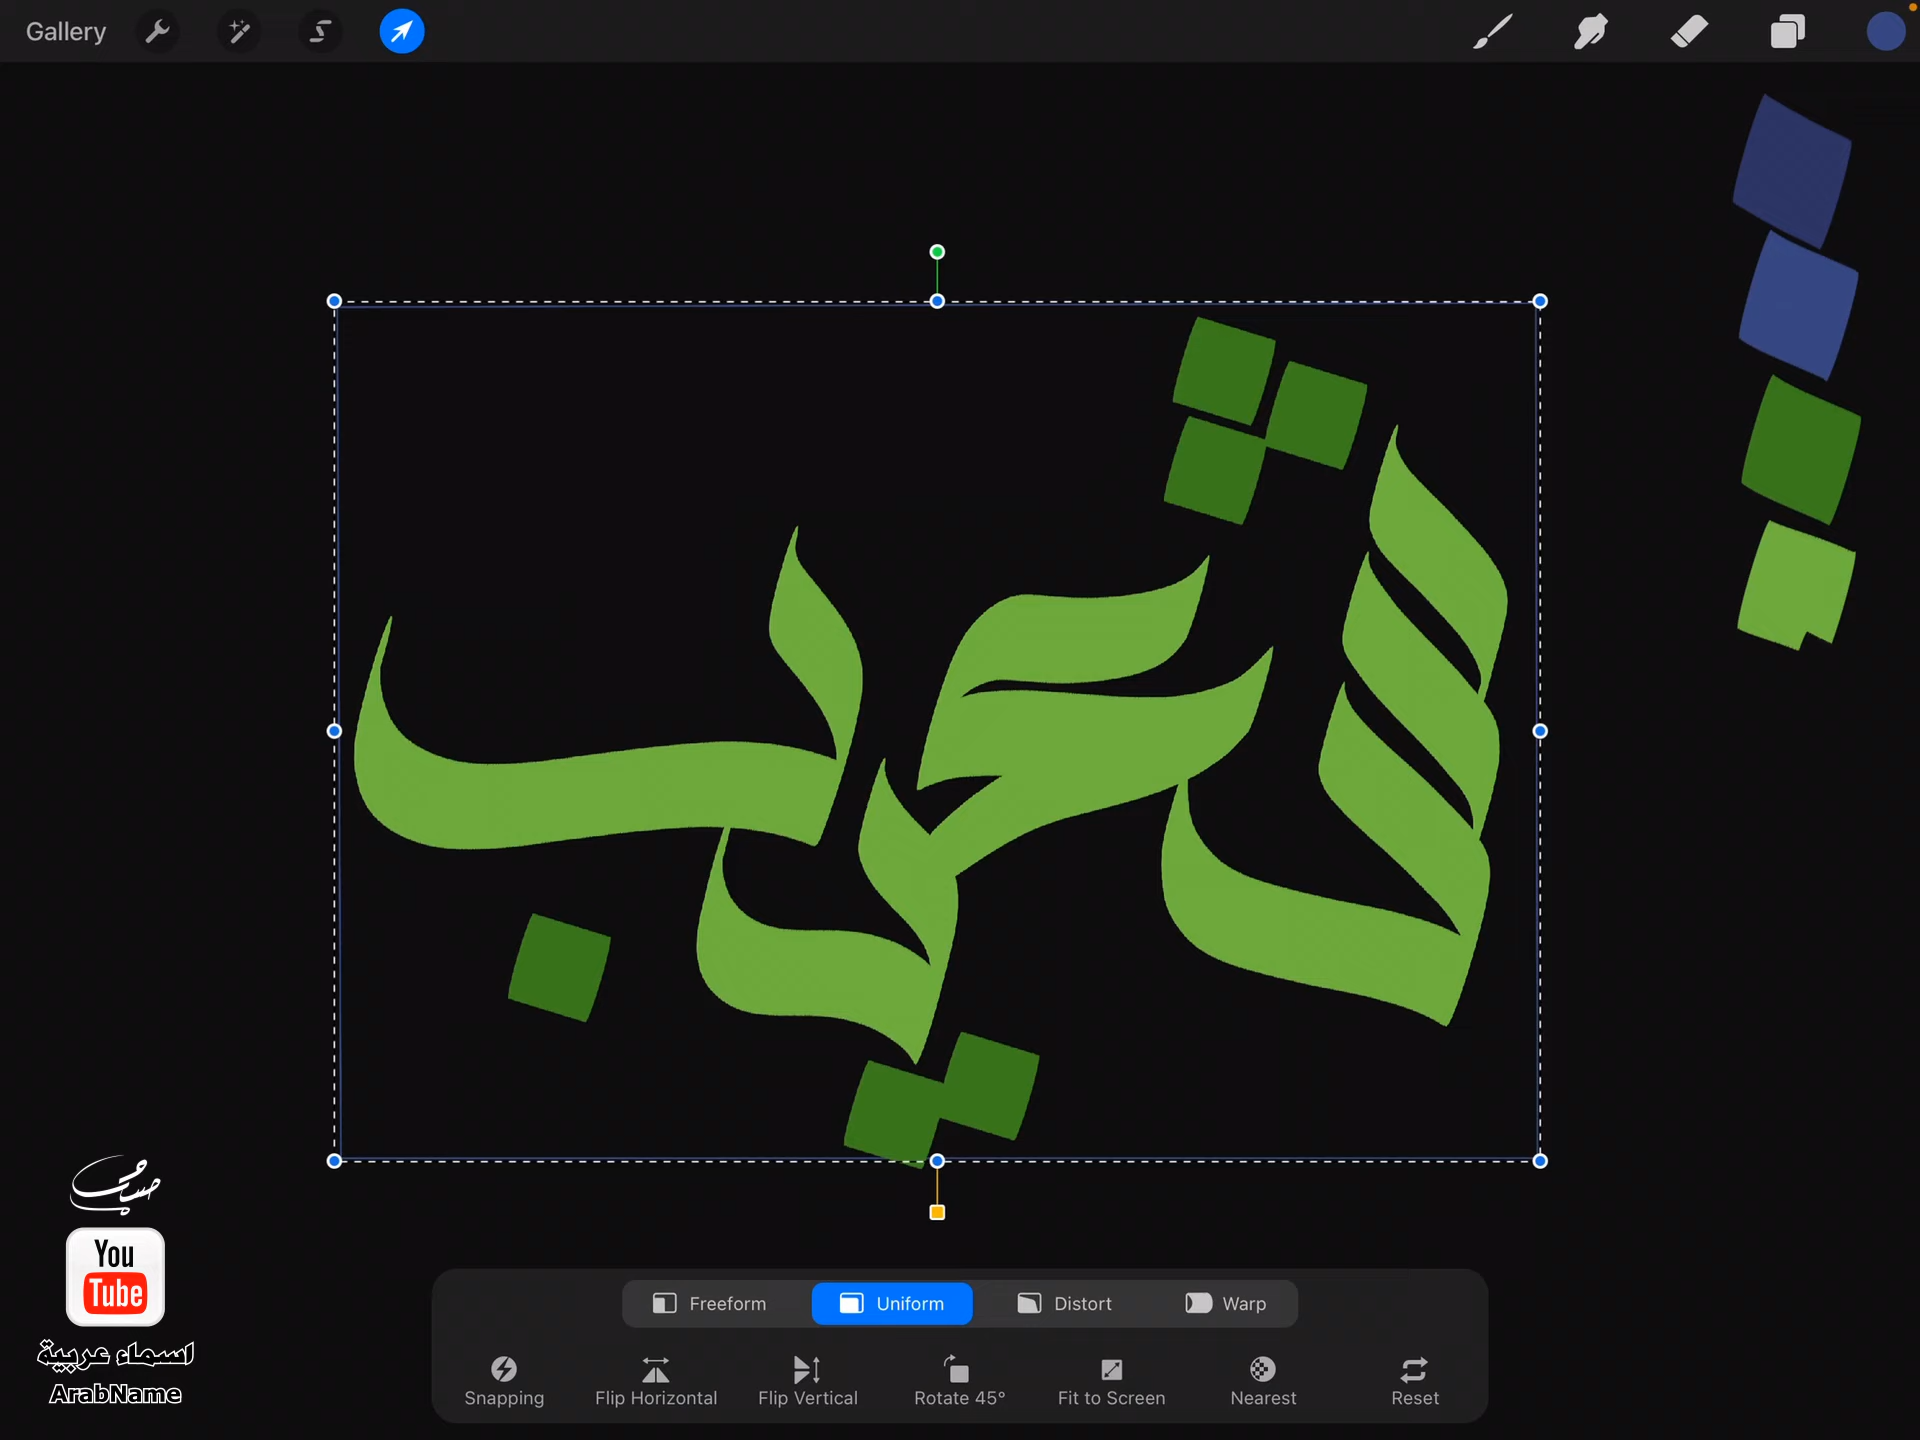 Gallery
You
Tube
اسماء عربية
ArabName
Freeform
Uniform
Distort
Warp
Snapping
Flip Horizontal
Flip Vertical
Rotate 45°
Fit to Screen
Nearest
Reset